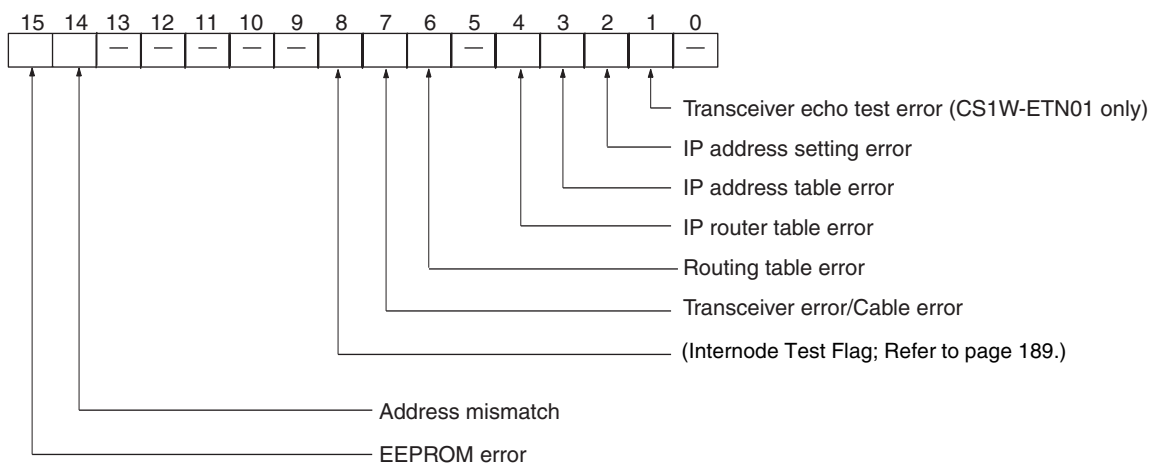 15 14 13 12 11 10 9 8 7 6 5 4 3 2 1 0
— — — — — — —
Transceiver echo test error (CS1W-ETN01 only)
IP address setting error
IP address table error
IP router table error
Routing table error
Transceiver error/Cable error
(Internode Test Flag; Refer to page 189.)
Address mismatch
EEPROM error